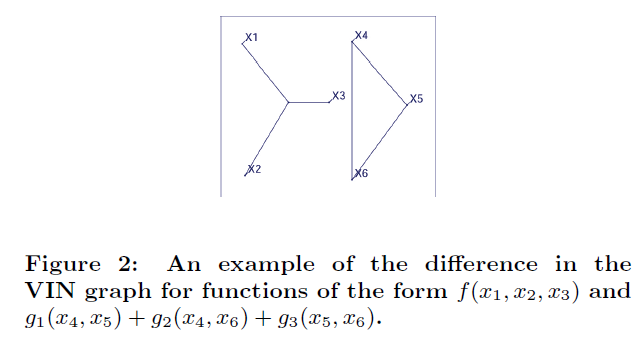 X1
X4
X3
X5
X2
X6
Figure 2: An example of the difference in the
VIN graph for functions of the form f(x₁, x₂, x₃) and
g₁(x₄, x₅) + g₂(x₄, x₆) + g₃(x₅, x₆).